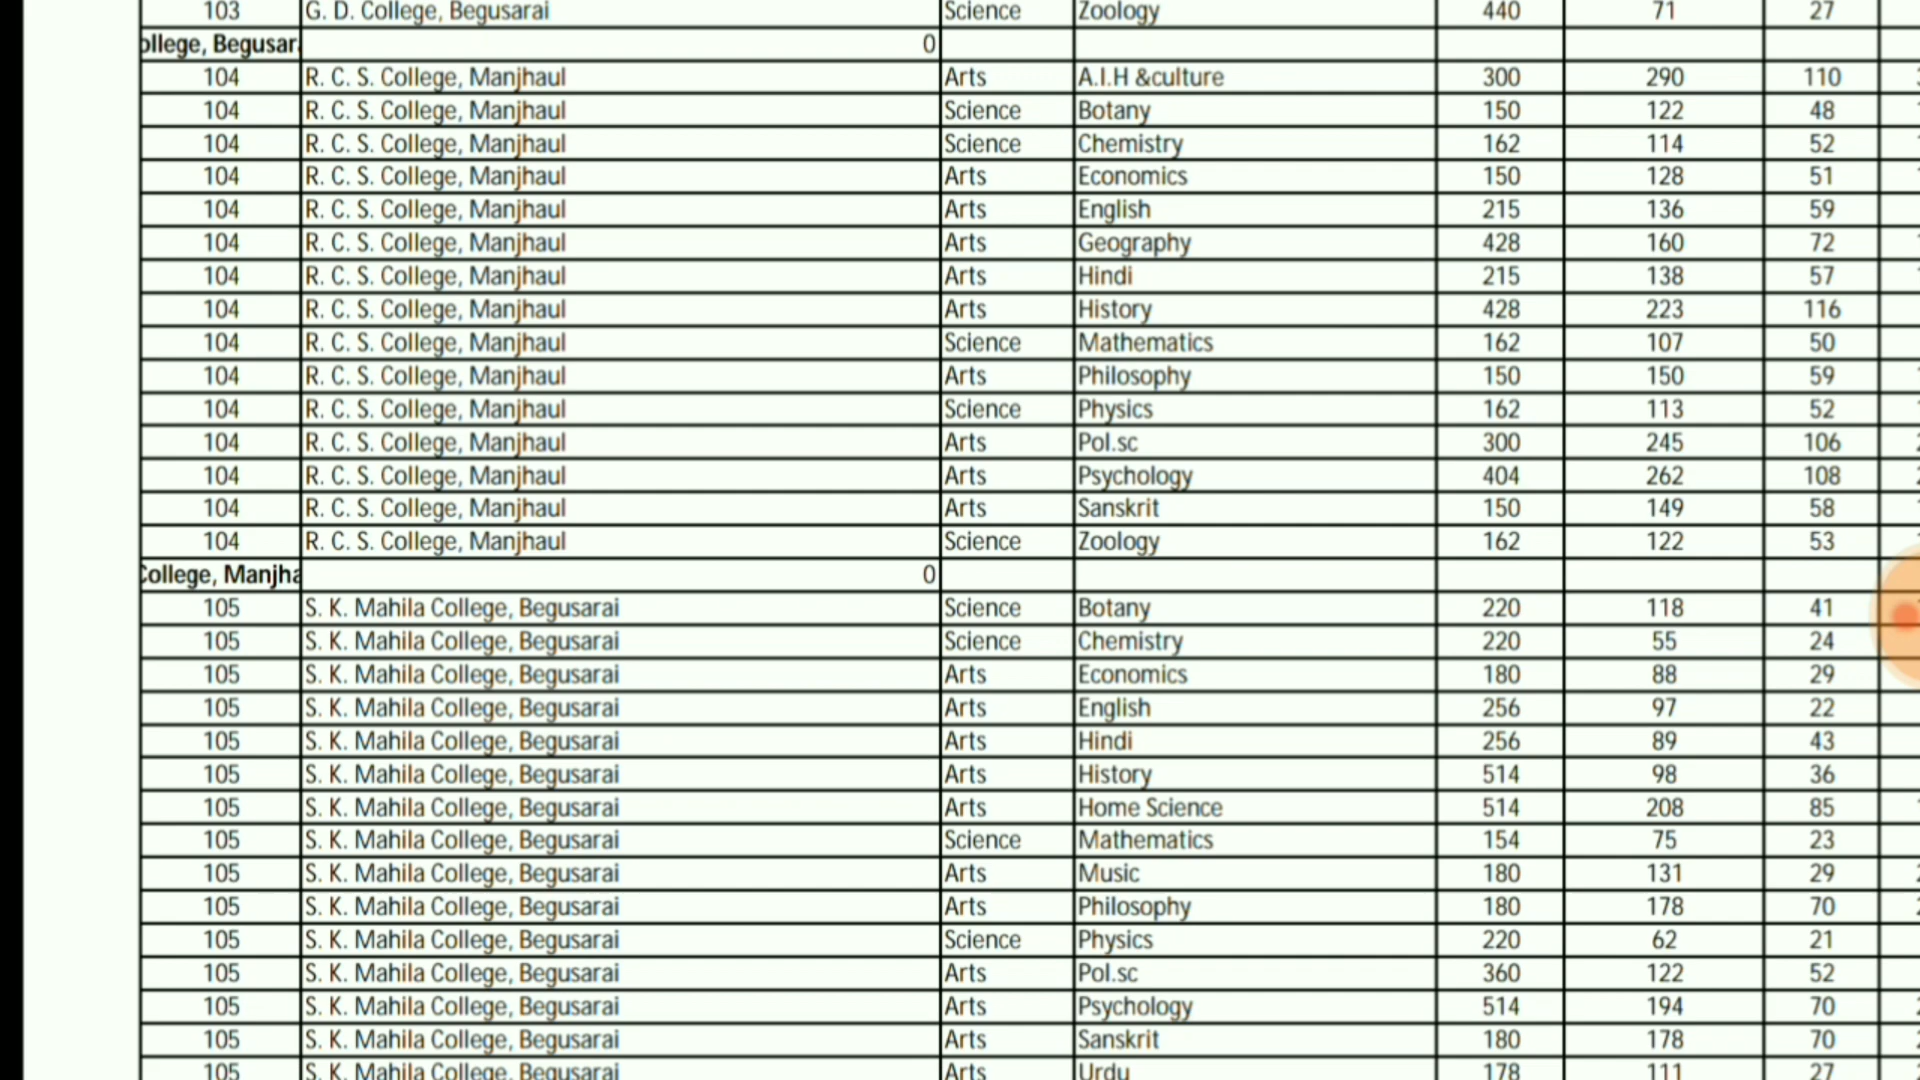 103 G. D. College, Begusarai Science Zoology 440 71 27
ollege, Begusar 0
104 R. C. S. College, Manjhaul Arts A.I.H &culture 300 290 110
104 R. C. S. College, Manjhaul Science Botany 150 122 48
104 R. C. S. College, Manjhaul Science Chemistry 162 114 52
104 R. C. S. College, Manjhaul Arts Economics 150 128 51
104 R. C. S. College, Manjhaul Arts English 215 136 59
104 R. C. S. College, Manjhaul Arts Geography 428 160 72
104 R. C. S. College, Manjhaul Arts Hindi 215 138 57
104 R. C. S. College, Manjhaul Arts History 428 223 116
104 R. C. S. College, Manjhaul Science Mathematics 162 107 50
104 R. C. S. College, Manjhaul Arts Philosophy 150 150 59
104 R. C. S. College, Manjhaul Science Physics 162 113 52
104 R. C. S. College, Manjhaul Arts Pol.sc 300 245 106
104 R. C. S. College, Manjhaul Arts Psychology 404 262 108
104 R. C. S. College, Manjhaul Arts Sanskrit 150 149 58
104 R. C. S. College, Manjhaul Science Zoology 162 122 53
College, Manjha 0
105 S. K. Mahila College, Begusarai Science Botany 220 118 41
105 S. K. Mahila College, Begusarai Science Chemistry 220 55 24
105 S. K. Mahila College, Begusarai Arts Economics 180 88 29
105 S. K. Mahila College, Begusarai Arts English 256 97 22
105 S. K. Mahila College, Begusarai Arts Hindi 256 89 43
105 S. K. Mahila College, Begusarai Arts History 514 98 36
105 S. K. Mahila College, Begusarai Arts Home Science 514 208 85
105 S. K. Mahila College, Begusarai Science Mathematics 154 75 23
105 S. K. Mahila College, Begusarai Arts Music 180 131 29
105 S. K. Mahila College, Begusarai Arts Philosophy 180 178 70
105 S. K. Mahila College, Begusarai Science Physics 220 62 21
105 S. K. Mahila College, Begusarai Arts Pol.sc 360 122 52
105 S. K. Mahila College, Begusarai Arts Psychology 514 194 70
105 S. K. Mahila College, Begusarai Arts Sanskrit 180 178 70
105 S. K. Mahila College, Begusarai Arts Urdu 178 111 27